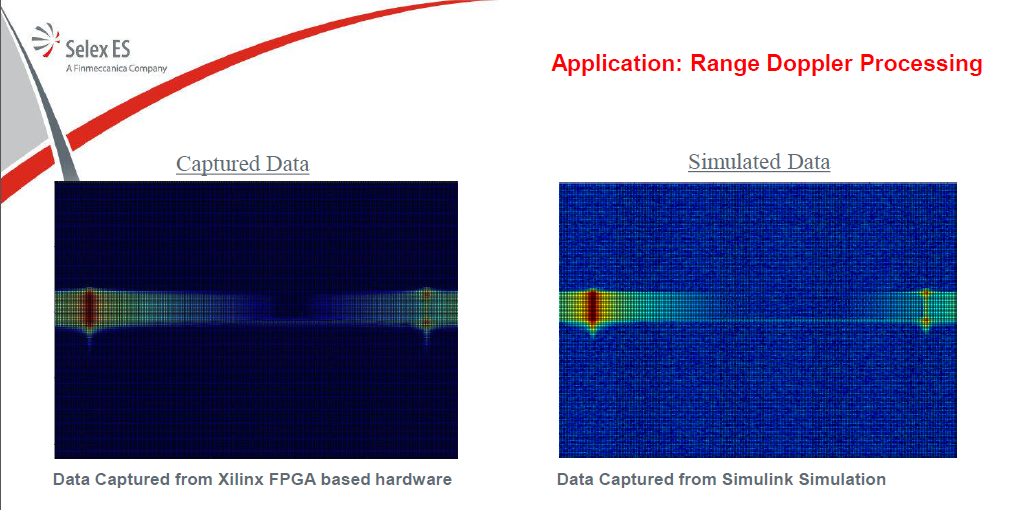 Selex ES
A Finmeccanica Company
Application: Range Doppler Processing
Captured Data
Simulated Data
Data Captured from Xilinx FPGA based hardware
Data Captured from Simulink Simulation